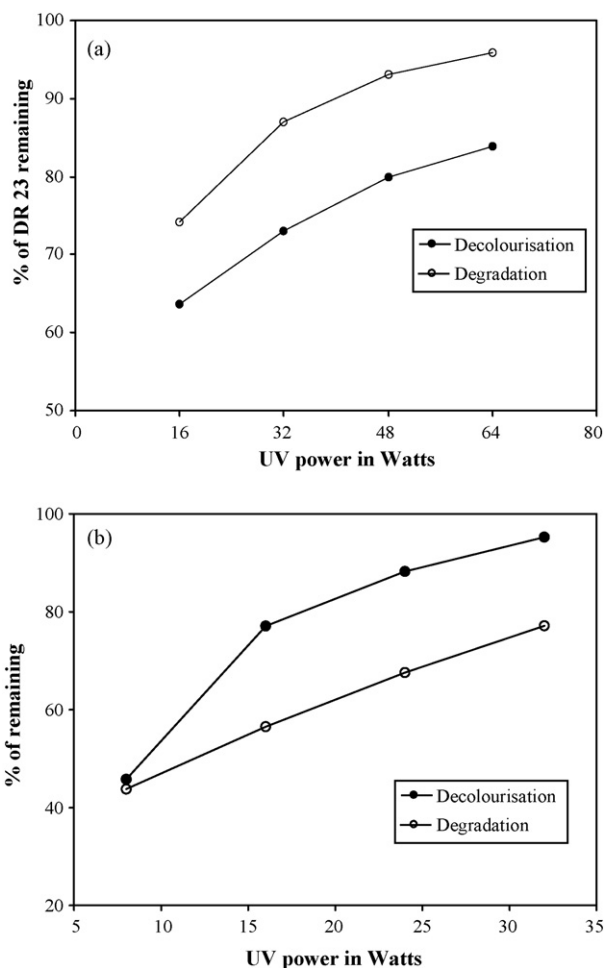 100
(a)
90
80
70
60
50
% of DR 23 remaining
Decolourisation
Degradation
0 16 32 48 64 80
UV power in Watts
100
(b)
80
60
40
20
% of remaining
Decolourisation
Degradation
5 10 15 20 25 30 35
UV power in Watts